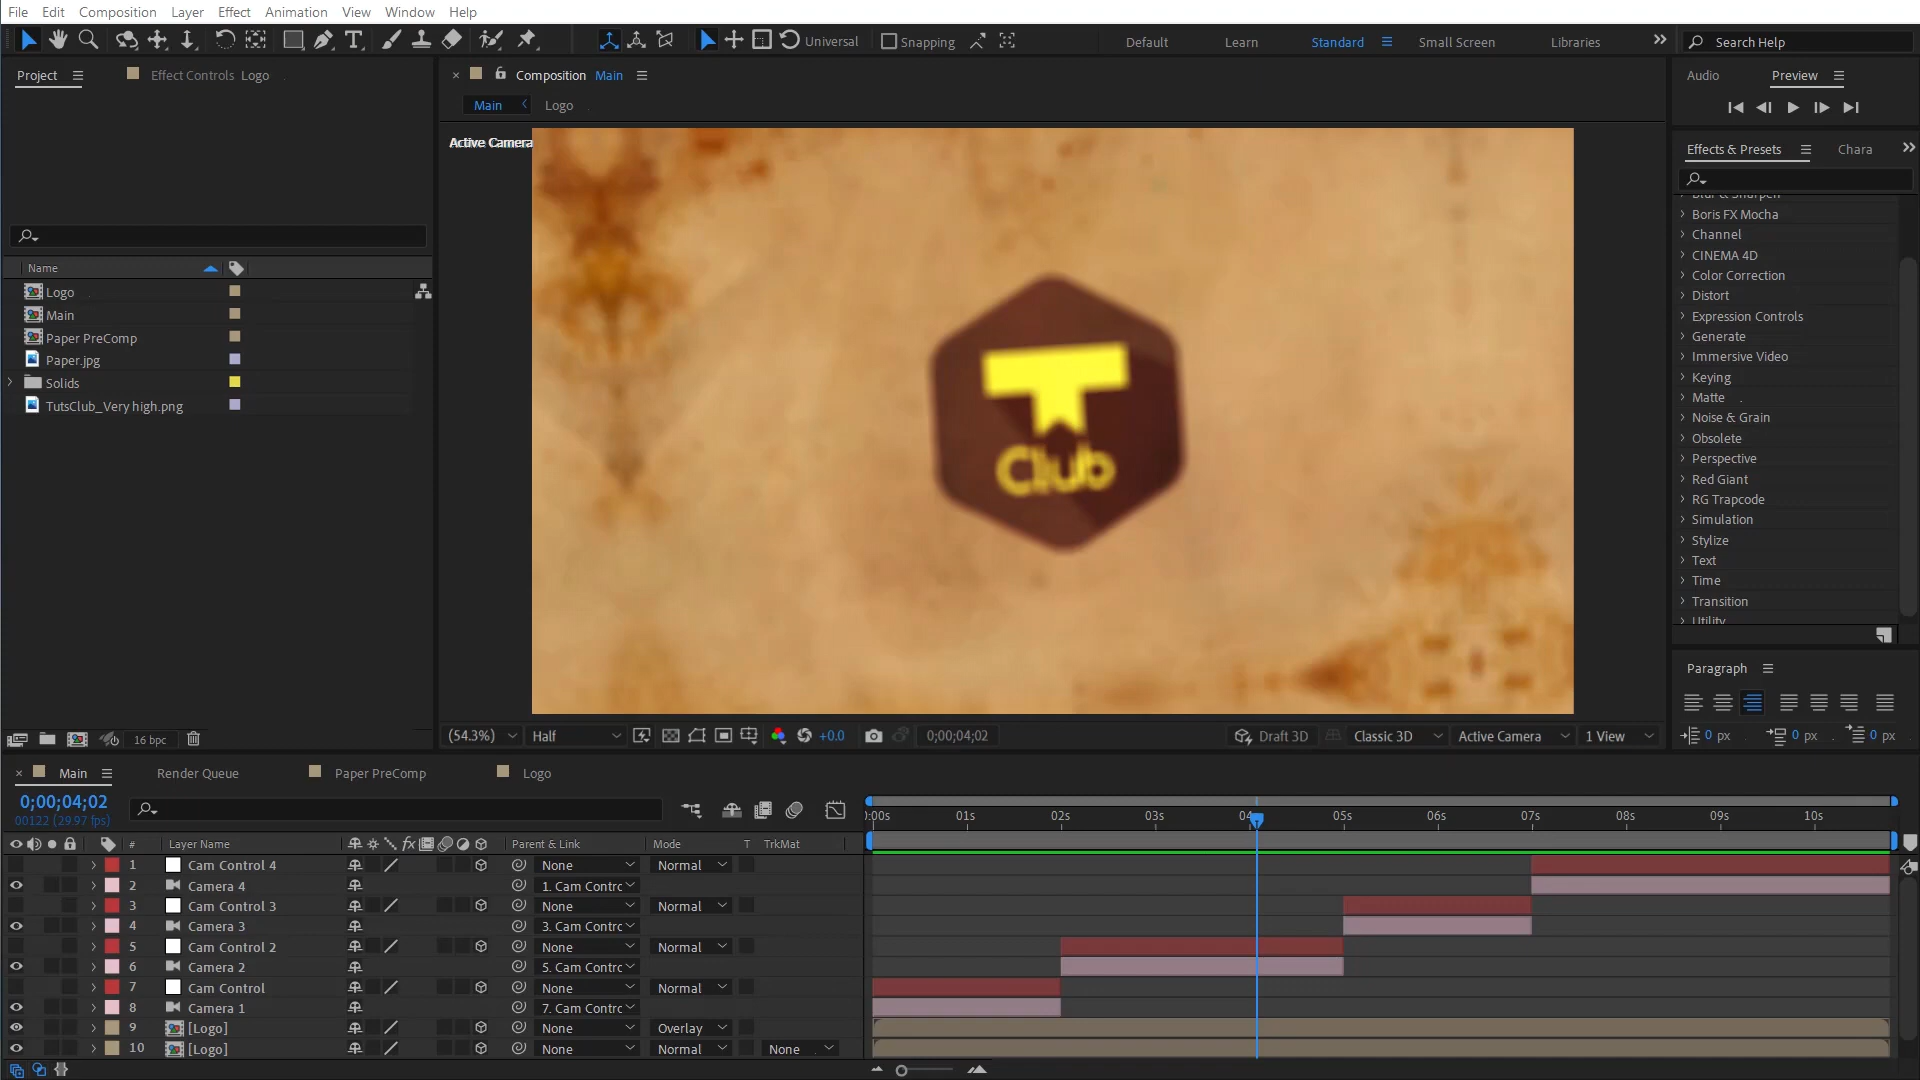 File Edit Composition Layer Effect Animation View Window Help
Universal Snapping Default Learn Standard Small Screen Libraries Search Help
Project Effect Controls Logo
Composition Main
Main Logo
Active Camera
T
Club
Name
Logo
Main
Paper PreComp
Paper.jpg
Solids
TutsClub_Very high.png
16 bpc
(54.3%) Half +0.0 0;00;04;02 Draft 3D Classic 3D Active Camera 1 View
Audio Preview
Effects & Presets Chara
Blur & Sharpen
Boris FX Mocha
Channel
CINEMA 4D
Color Correction
Distort
Expression Controls
Generate
Immersive Video
Keying
Matte
Noise & Grain
Obsolete
Perspective
Red Giant
RG Trapcode
Simulation
Stylize
Text
Time
Transition
Utility
Paragraph
0 px 0 px 0 px
Main Render Queue Paper PreComp Logo
0;00;04;02
00122 (29.97 fps)
0:00s 01s 02s 03s 04 05s 06s 07s 08s 09s 10s
# Layer Name Parent & Link Mode T TrkMat
1 Cam Control 4 None Normal
2 Camera 4 1. Cam Contrc
3 Cam Control 3 None Normal
4 Camera 3 3. Cam Contrc
5 Cam Control 2 None Normal
6 Camera 2 5. Cam Contrc
7 Cam Control None Normal
8 Camera 1 7. Cam Contrc
9 [Logo] None Overlay
10 [Logo] None Normal None